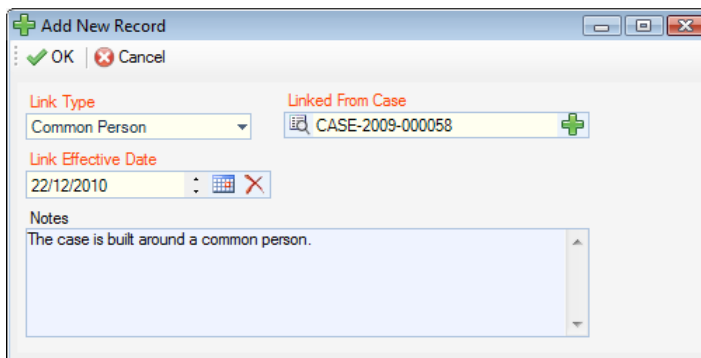 Add New Record
OK Cancel
Link Type Linked From Case
Common Person CASE-2009-000058
Link Effective Date
22/12/2010
Notes
The case is built around a common person.